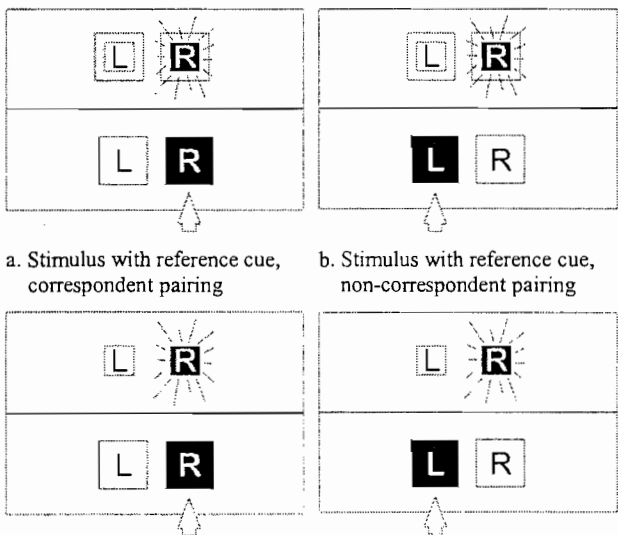 L R L R
L R L R
a. Stimulus with reference cue, b. Stimulus with reference cue,
correspondent pairing non-correspondent pairing
L R L R
L R L R